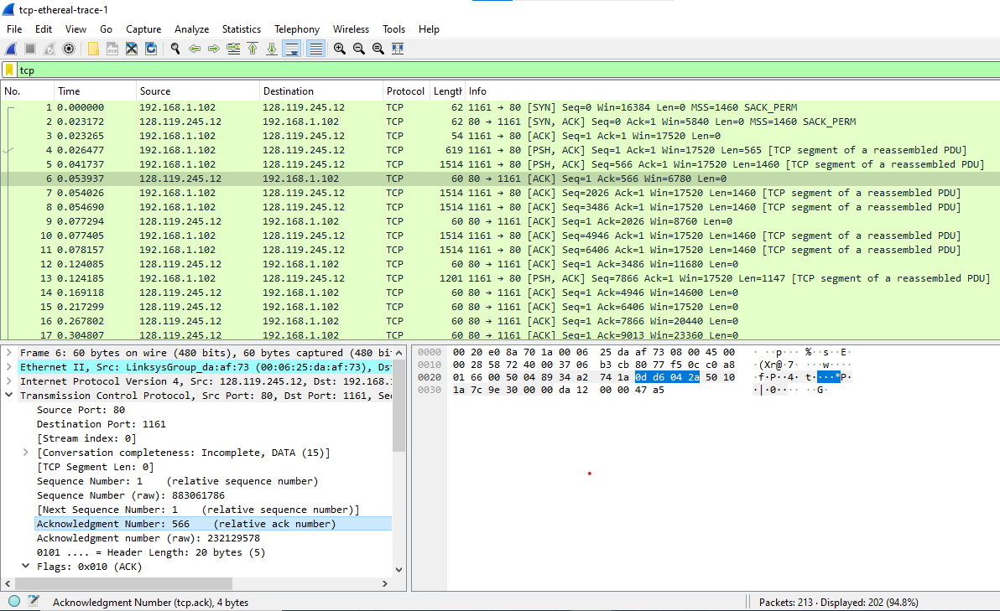 tcp-ethereal-trace-1
File Edit View Go Capture Analyze Statistics Telephony Wireless Tools Help
tcp
No. Time Source Destination Protocol Length Info
1 0.000000 192.168.1.102 128.119.245.12 TCP 62 1161 → 80 [SYN] Seq=0 Win=16384 Len=0 MSS=1460 SACK_PERM
2 0.023172 128.119.245.12 192.168.1.102 TCP 62 80 → 1161 [SYN, ACK] Seq=0 Ack=1 Win=5840 Len=0 MSS=1460 SACK_PERM
3 0.023265 192.168.1.102 128.119.245.12 TCP 54 1161 → 80 [ACK] Seq=1 Ack=1 Win=17520 Len=0
4 0.026477 192.168.1.102 128.119.245.12 TCP 619 1161 → 80 [PSH, ACK] Seq=1 Ack=1 Win=17520 Len=565 [TCP segment of a reassembled PDU]
5 0.041737 192.168.1.102 128.119.245.12 TCP 1514 1161 → 80 [PSH, ACK] Seq=566 Ack=1 Win=17520 Len=1460 [TCP segment of a reassembled PDU]
6 0.053937 128.119.245.12 192.168.1.102 TCP 60 80 → 1161 [ACK] Seq=1 Ack=566 Win=6780 Len=0
7 0.054026 192.168.1.102 128.119.245.12 TCP 1514 1161 → 80 [ACK] Seq=2026 Ack=1 Win=17520 Len=1460 [TCP segment of a reassembled PDU]
8 0.054690 192.168.1.102 128.119.245.12 TCP 1514 1161 → 80 [ACK] Seq=3486 Ack=1 Win=17520 Len=1460 [TCP segment of a reassembled PDU]
9 0.077294 128.119.245.12 192.168.1.102 TCP 60 80 → 1161 [ACK] Seq=1 Ack=2026 Win=8760 Len=0
10 0.077405 192.168.1.102 128.119.245.12 TCP 1514 1161 → 80 [ACK] Seq=4946 Ack=1 Win=17520 Len=1460 [TCP segment of a reassembled PDU]
11 0.078157 192.168.1.102 128.119.245.12 TCP 1514 1161 → 80 [ACK] Seq=6406 Ack=1 Win=17520 Len=1460 [TCP segment of a reassembled PDU]
12 0.124085 128.119.245.12 192.168.1.102 TCP 60 80 → 1161 [ACK] Seq=1 Ack=3486 Win=11680 Len=0
13 0.124185 192.168.1.102 128.119.245.12 TCP 1201 1161 → 80 [PSH, ACK] Seq=7866 Ack=1 Win=17520 Len=1147 [TCP segment of a reassembled PDU]
14 0.169118 128.119.245.12 192.168.1.102 TCP 60 80 → 1161 [ACK] Seq=1 Ack=4946 Win=14600 Len=0
15 0.217299 128.119.245.12 192.168.1.102 TCP 60 80 → 1161 [ACK] Seq=1 Ack=6406 Win=17520 Len=0
16 0.267802 128.119.245.12 192.168.1.102 TCP 60 80 → 1161 [ACK] Seq=1 Ack=7866 Win=20440 Len=0
17 0.304807 128.119.245.12 192.168.1.102 TCP 60 80 → 1161 [ACK] Seq=1 Ack=9013 Win=23360 Len=0
Frame 6: 60 bytes on wire (480 bits), 60 bytes captured (480 bi
Ethernet II, Src: LinksysGroup_da:af:73 (00:06:25:da:af:73), Ds
Internet Protocol Version 4, Src: 128.119.245.12, Dst: 192.168.
Transmission Control Protocol, Src Port: 80, Dst Port: 1161, Se
Source Port: 80
Destination Port: 1161
[Stream index: 0]
[Conversation completeness: Incomplete, DATA (15)]
[TCP Segment Len: 0]
Sequence Number: 1 (relative sequence number)
Sequence Number (raw): 883061786
[Next Sequence Number: 1 (relative sequence number)]
Acknowledgment Number: 566 (relative ack number)
Acknowledgment number (raw): 232129578
0101 .... = Header Length: 20 bytes (5)
Flags: 0x010 (ACK)
0000 00 20 e0 8a 70 1a 00 06 25 da af 73 08 00 45 00 · ··p··· %··s··E·
0010 00 28 58 72 40 00 37 06 b3 cb 80 77 f5 0c c0 a8 ·(Xr@·7· ···w····
0020 01 66 00 50 04 89 34 a2 74 1a 0d d6 04 2a 50 10 ·f·P··4· t·····*P·
0030 1a 7c 9e 30 00 00 da 12 00 00 47 a5 ·|·0···· ··G·
Acknowledgment Number (tcp.ack), 4 bytes
Packets: 213 · Displayed: 202 (94.8%)